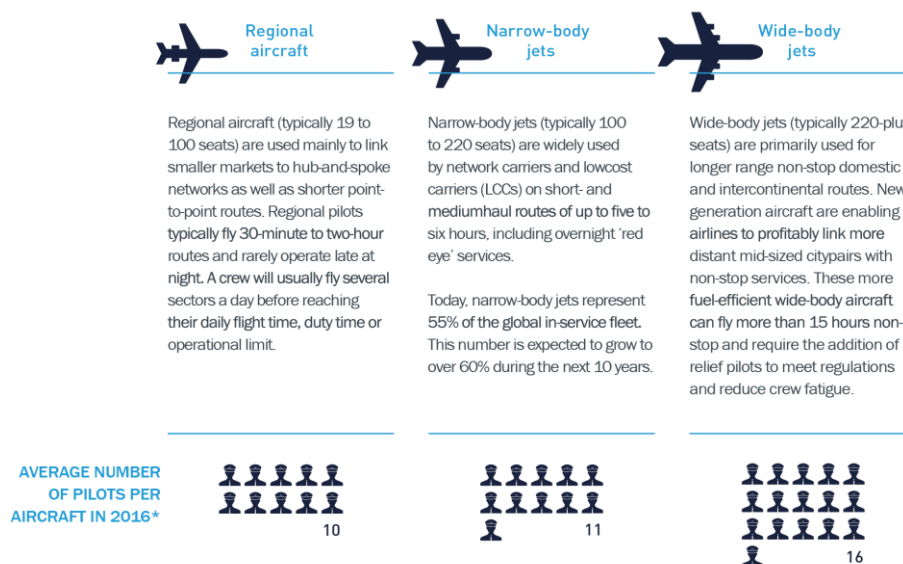 Regional
aircraft
Regional aircraft (typically 19 to
100 seats) are used mainly to link
smaller markets to hub-and-spoke
networks as well as shorter point-
to-point routes. Regional pilots
typically fly 30-minute to two-hour
routes and rarely operate late at
night. A crew will usually fly several
sectors a day before reaching
their daily flight time, duty time or
operational limit.
Narrow-body
jets
Narrow-body jets (typically 100
to 220 seats) are widely used
by network carriers and lowcost
carriers (LCCs) on short- and
mediumhaul routes of up to five to
six hours, including overnight ‘red
eye’ services.
Today, narrow-body jets represent
55% of the global in-service fleet.
This number is expected to grow to
over 60% during the next 10 years.
Wide-body
jets
Wide-body jets (typically 220-plu
seats) are primarily used for
longer range non-stop domestic
and intercontinental routes. New
generation aircraft are enabling
airlines to profitably link more
distant mid-sized citypairs with
non-stop services. These more
fuel-efficient wide-body aircraft
can fly more than 15 hours non-
stop and require the addition of
relief pilots to meet regulations
and reduce crew fatigue.
AVERAGE NUMBER
OF PILOTS PER
AIRCRAFT IN 2016*
10
11
16